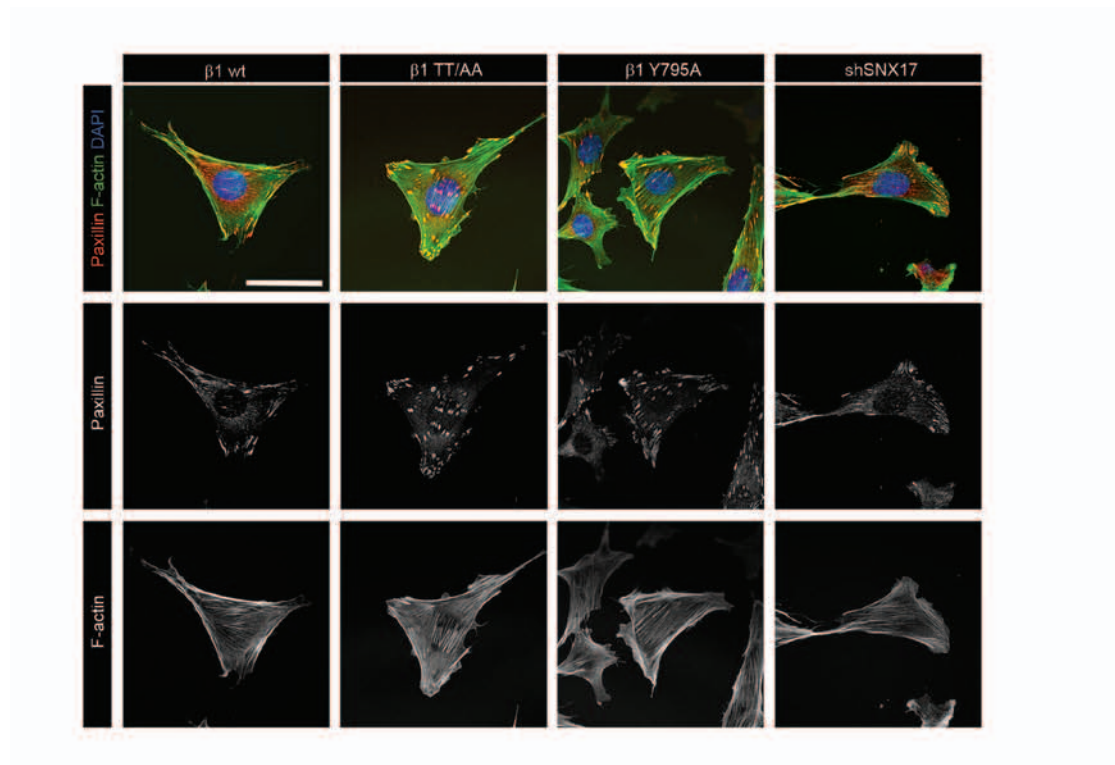 β1 wt
β1 TT/AA
β1 Y795A
shSNX17
Paxillin F-actin DAPI
Paxillin
F-actin